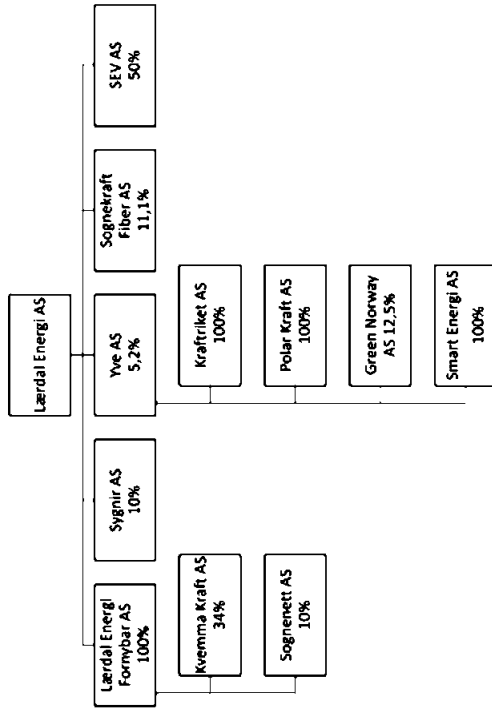 Lærdal Energi AS
Lærdal Energi
Fornybar AS
100%
Sygnir AS
10%
Yve AS
5,2%
Sognekraft
Fiber AS
11,1%
SEV AS
50%
Kvemma Kraft AS
34%
Sognenett AS
10%
Kraftriket AS
100%
Polar Kraft AS
100%
Green Norway
AS 12,5%
Smart Energi AS
100%